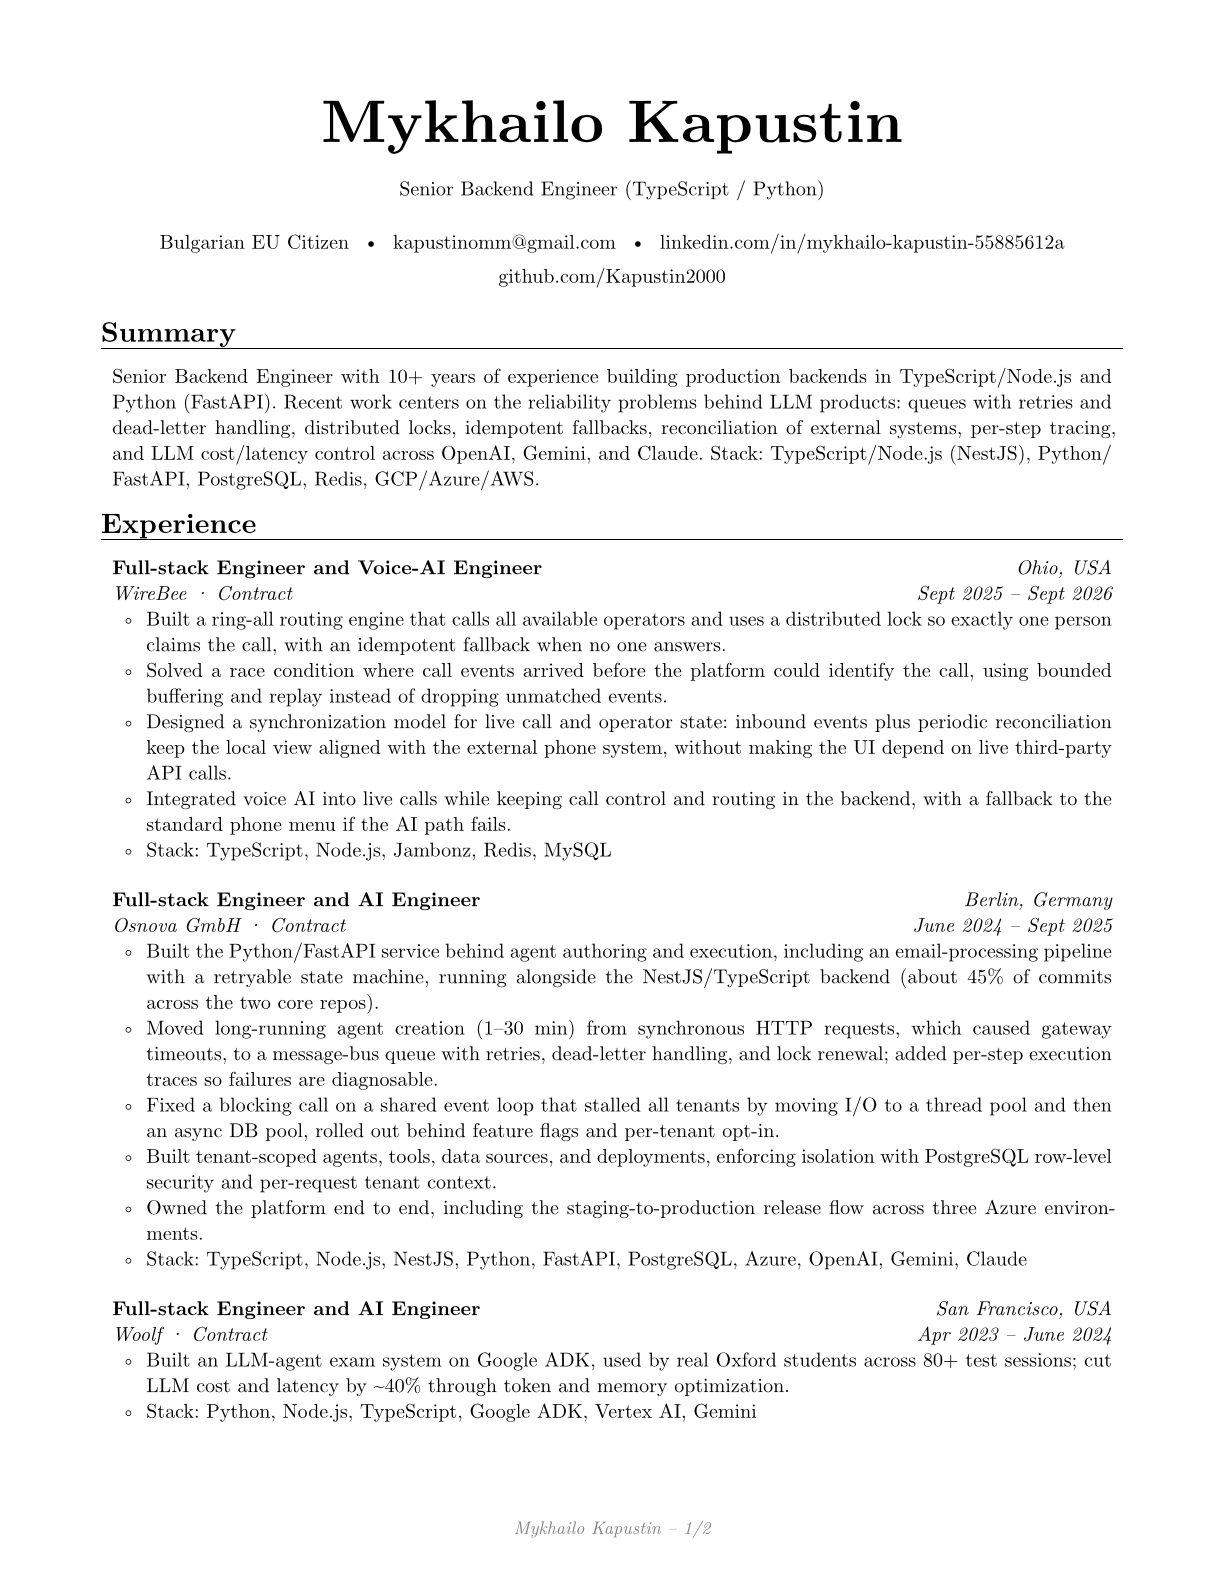 Mykhailo Kapustin
Senior Backend Engineer (TypeScript / Python)
Bulgarian EU Citizen • kapustinomm@gmail.com • linkedin.com/in/mykhailo-kapustin-55885612a
github.com/Kapustin2000
Summary
Senior Backend Engineer with 10+ years of experience building production backends in TypeScript/Node.js and
Python (FastAPI). Recent work centers on the reliability problems behind LLM products: queues with retries and
dead-letter handling, distributed locks, idempotent fallbacks, reconciliation of external systems, per-step tracing,
and LLM cost/latency control across OpenAI, Gemini, and Claude. Stack: TypeScript/Node.js (NestJS), Python/
FastAPI, PostgreSQL, Redis, GCP/Azure/AWS.
Experience
Full-stack Engineer and Voice-AI Engineer Ohio, USA
WireBee · Contract Sept 2025 – Sept 2026
◦ Built a ring-all routing engine that calls all available operators and uses a distributed lock so exactly one person
claims the call, with an idempotent fallback when no one answers.
◦ Solved a race condition where call events arrived before the platform could identify the call, using bounded
buffering and replay instead of dropping unmatched events.
◦ Designed a synchronization model for live call and operator state: inbound events plus periodic reconciliation
keep the local view aligned with the external phone system, without making the UI depend on live third-party
API calls.
◦ Integrated voice AI into live calls while keeping call control and routing in the backend, with a fallback to the
standard phone menu if the AI path fails.
◦ Stack: TypeScript, Node.js, Jambonz, Redis, MySQL
Full-stack Engineer and AI Engineer Berlin, Germany
Osnova GmbH · Contract June 2024 – Sept 2025
◦ Built the Python/FastAPI service behind agent authoring and execution, including an email-processing pipeline
with a retryable state machine, running alongside the NestJS/TypeScript backend (about 45% of commits
across the two core repos).
◦ Moved long-running agent creation (1–30 min) from synchronous HTTP requests, which caused gateway
timeouts, to a message-bus queue with retries, dead-letter handling, and lock renewal; added per-step execution
traces so failures are diagnosable.
◦ Fixed a blocking call on a shared event loop that stalled all tenants by moving I/O to a thread pool and then
an async DB pool, rolled out behind feature flags and per-tenant opt-in.
◦ Built tenant-scoped agents, tools, data sources, and deployments, enforcing isolation with PostgreSQL row-level
security and per-request tenant context.
◦ Owned the platform end to end, including the staging-to-production release flow across three Azure environ-
ments.
◦ Stack: TypeScript, Node.js, NestJS, Python, FastAPI, PostgreSQL, Azure, OpenAI, Gemini, Claude
Full-stack Engineer and AI Engineer San Francisco, USA
Woolf · Contract Apr 2023 – June 2024
◦ Built an LLM-agent exam system on Google ADK, used by real Oxford students across 80+ test sessions; cut
LLM cost and latency by ~40% through token and memory optimization.
◦ Stack: Python, Node.js, TypeScript, Google ADK, Vertex AI, Gemini
Mykhailo Kapustin – 1/2